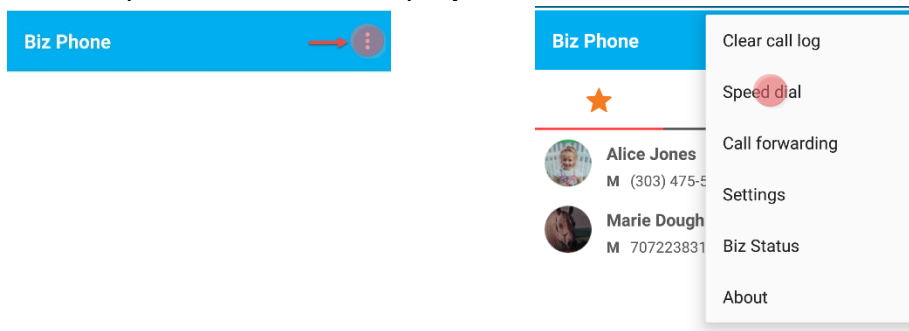 Biz Phone
Biz Phone
Clear call log
Speed dial
Call forwarding
Settings
Biz Status
About
Alice Jones
M (303) 475-5
Marie Dough
M 707223831